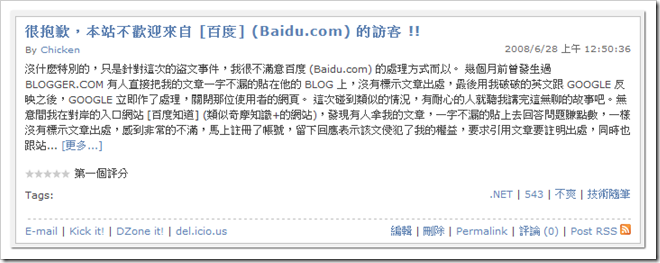 很抱歉，本站不歡迎來自 [百度] (Baidu.com) 的訪客 !!
By Chicken 2008/6/28 上午 12:50:36
沒什麼特別的，只是針對這次的盜文事件，我很不滿意百度 (Baidu.com) 的處理方式而以。 幾個月前曾發生過
BLOGGER.COM 有人直接把我的文章一字不漏的貼在他的 BLOG 上，沒有標示文章出處，最後用我破破的英文跟 GOOGLE 反
映之後，GOOGLE 立即作了處理，關閉那位使用者的網頁。 這次碰到類似的情況，有耐心的人就聽我講完這無聊的故事吧。無
意間我在對岸的入口網站 [百度知道] (類似奇摩知識+的網站)，發現有人拿我的文章，一字不漏的貼上去回答問題賺點數，一樣
沒有標示文章出處，感到非常的不滿，馬上註冊了帳號，留下回應表示該文侵犯了我的權益，要求引用文章要註明出處，同時也
跟站... [更多...]
第一個評分
Tags: .NET | 543 | 不爽 | 技術隨筆
E-mail | Kick it! | DZone it! | del.icio.us 編輯 | 刪除 | Permalink | 評論 (0) | Post RSS